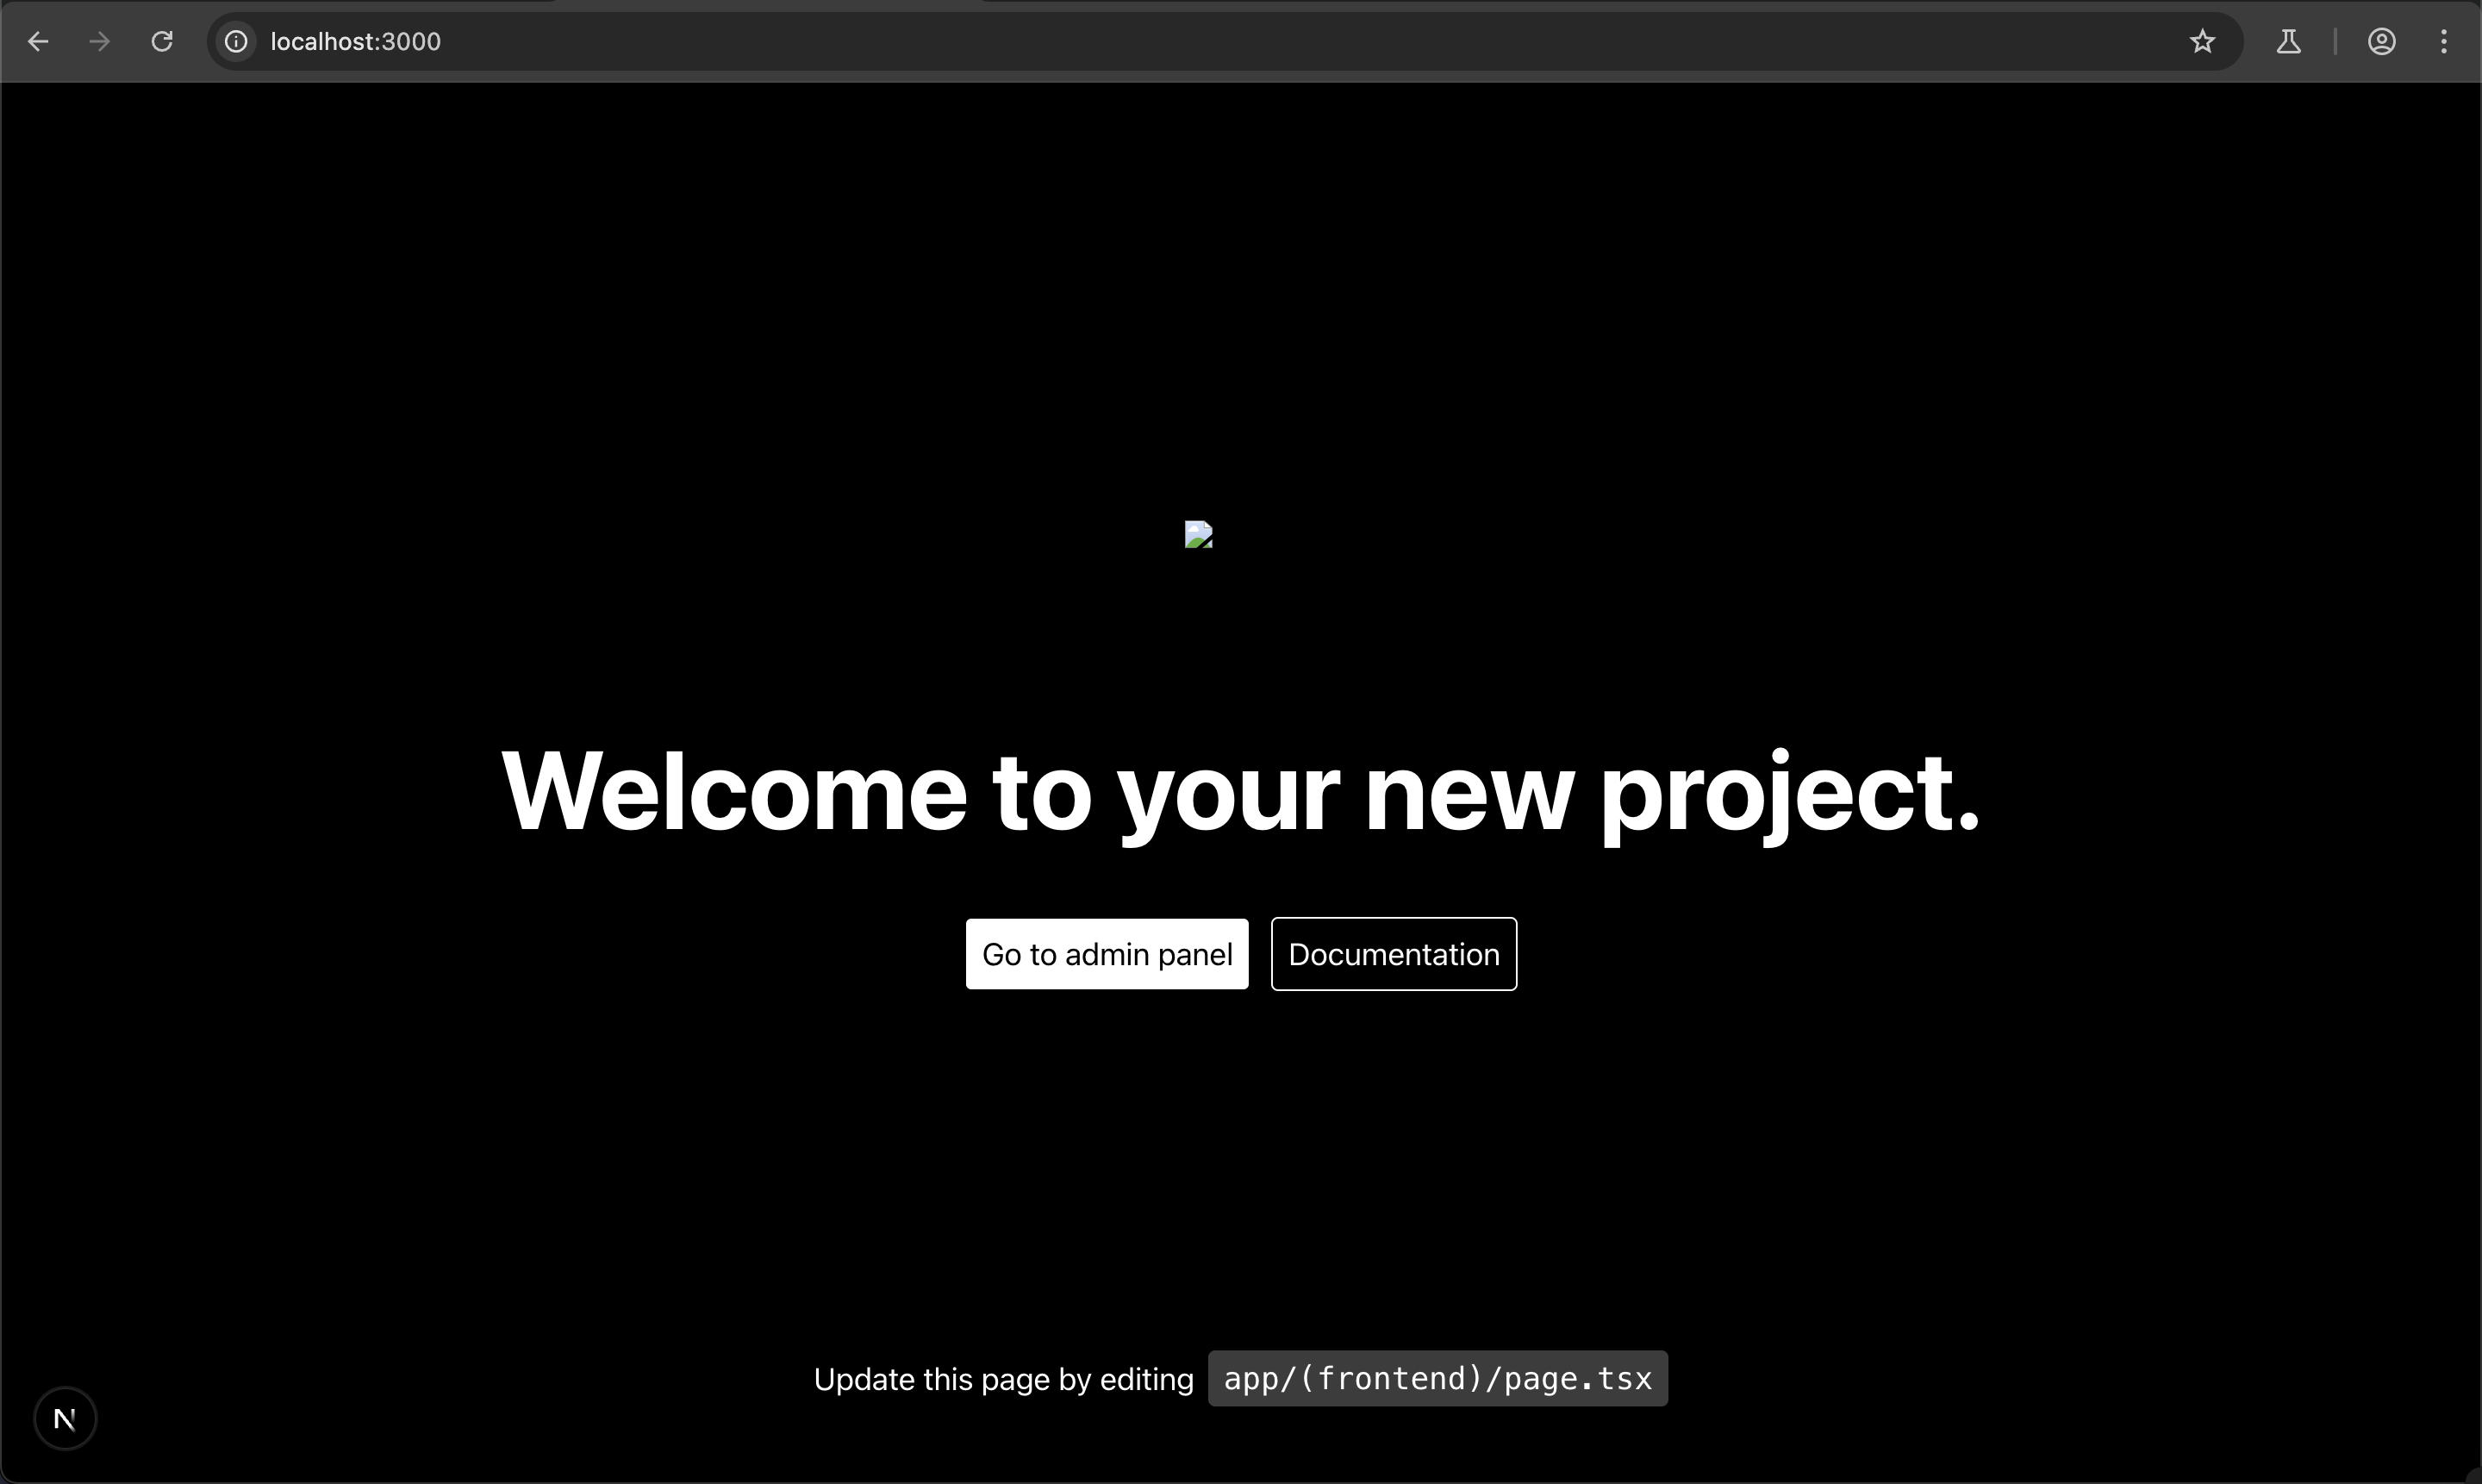 localhost:3000
Welcome to your new project.
Go to admin panel
Documentation
Update this page by editing app/(frontend)/page.tsx
N